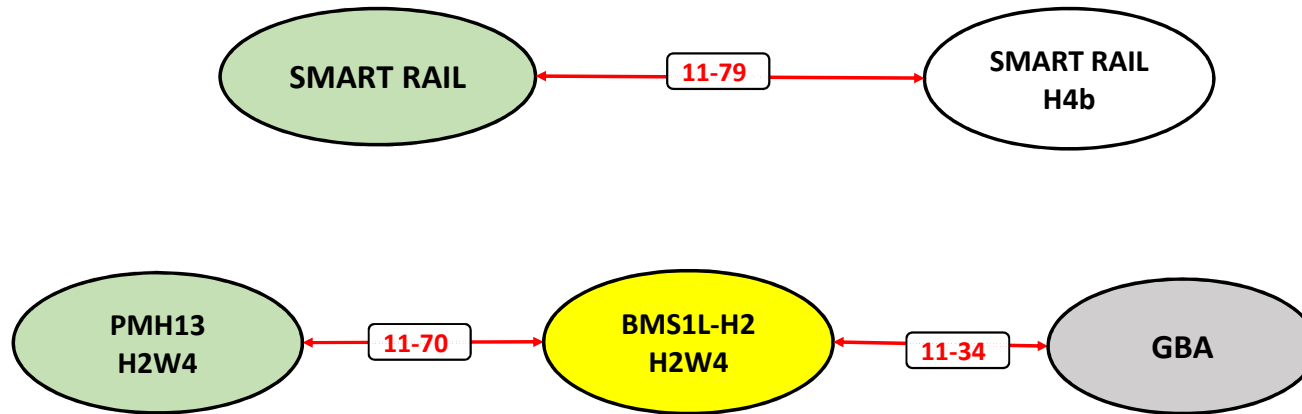 SMART RAIL
11-79
SMART RAIL
H4b
PMH13
H2W4
11-70
BMS1L-H2
H2W4
11-34
GBA